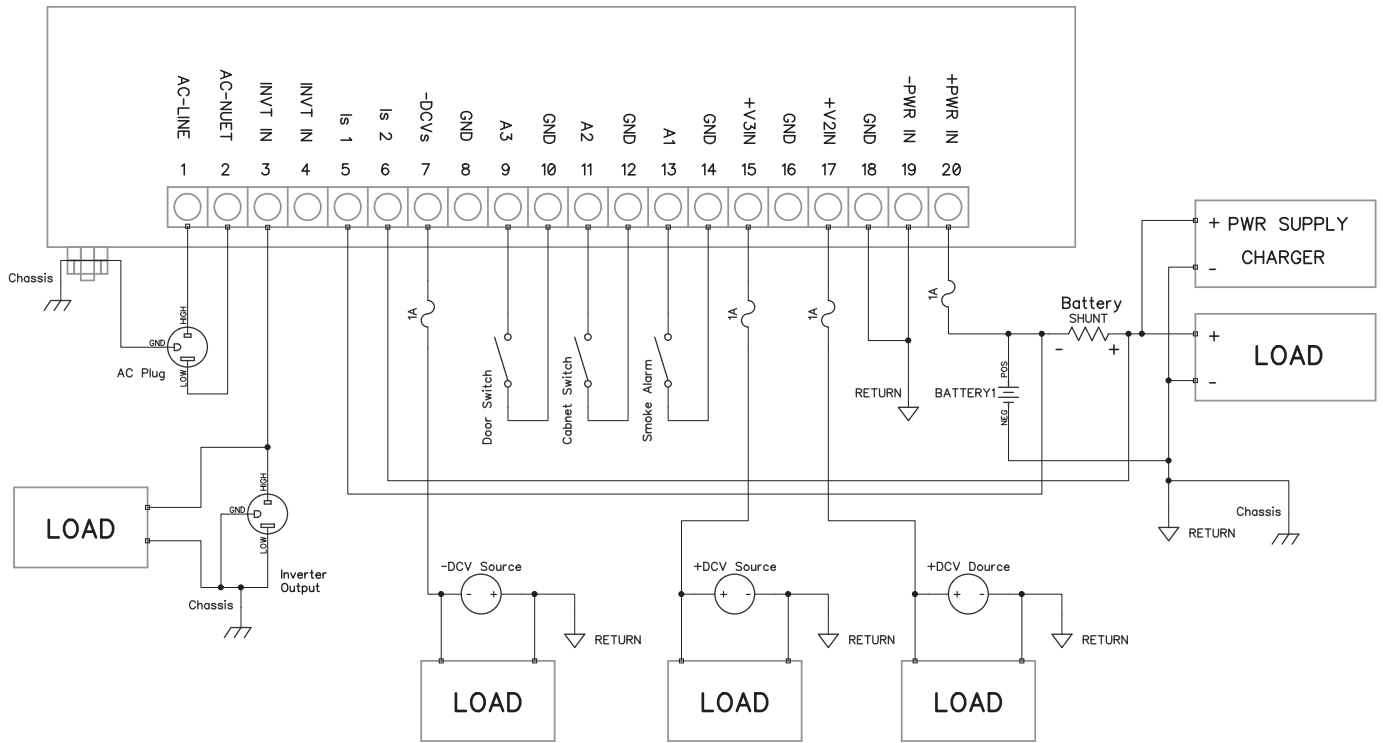 AC-LINE
AC-NUET
INVT IN
INVT IN
Is 1
Is 2
-DCVs
GND
A3
GND
A2
GND
A1
GND
+V3IN
GND
+V2IN
GND
-PWR IN
+PWR IN
1 2 3 4 5 6 7 8 9 10 11 12 13 14 15 16 17 18 19 20
+ PWR SUPPLY
CHARGER
-
Chassis
HIGH
GND
LOW
AC Plug
1A
1A
1A
1A
Door Switch
Cabnet Switch
Smoke Alarm
RETURN
Battery
SHUNT
- +
POS
BATTERY1
NEG
+
LOAD
-
LOAD
HIGH
GND
LOW
Inverter
Output
Chassis
Chassis
RETURN
-DCV Source
- +
RETURN
LOAD
+DCV Source
+ -
RETURN
LOAD
+DCV Dource
+ -
RETURN
LOAD